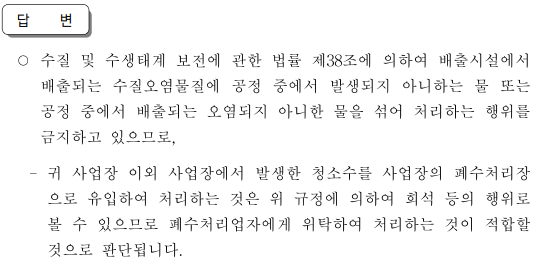 답 변
○ 수질 및 수생태계 보전에 관한 법률 제38조에 의하여 배출시설에서
배출되는 수질오염물질에 공정 중에서 발생되지 아니하는 물 또는
공정 중에서 배출되는 오염되지 아니한 물을 섞어 처리하는 행위를
금지하고 있으므로,
- 귀 사업장 이외 사업장에서 발생한 청소수를 사업장의 폐수처리장
으로 유입하여 처리하는 것은 위 규정에 의하여 희석 등의 행위로
볼 수 있으므로 폐수처리업자에게 위탁하여 처리하는 것이 적합할
것으로 판단됩니다.